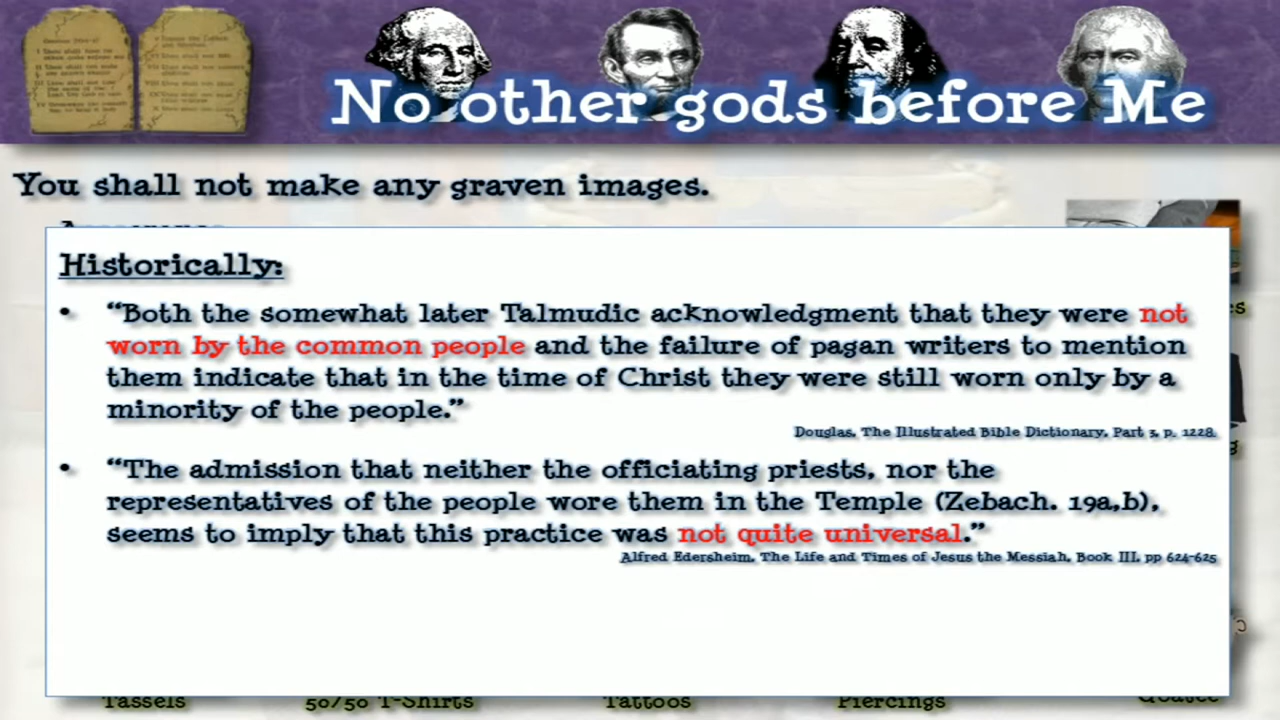 No other gods before Me
You shall not make any graven images.
Historically:
• “Both the somewhat later Talmudic acknowledgment that they were not
worn by the common people and the failure of pagan writers to mention
them indicate that in the time of Christ they were still worn only by a
minority of the people.”
Douglas, The Illustrated Bible Dictionary, Part 3, p. 1228.
• “The admission that neither the officiating priests, nor the
representatives of the people wore them in the Temple (Zebach. 19a,b),
seems to imply that this practice was not quite universal.”
Alfred Edersheim, The Life and Times of Jesus the Messiah, Book III, pp 624-625
Tassels
50/50 T-Shirts
Tattoos
Piercings
Goatee